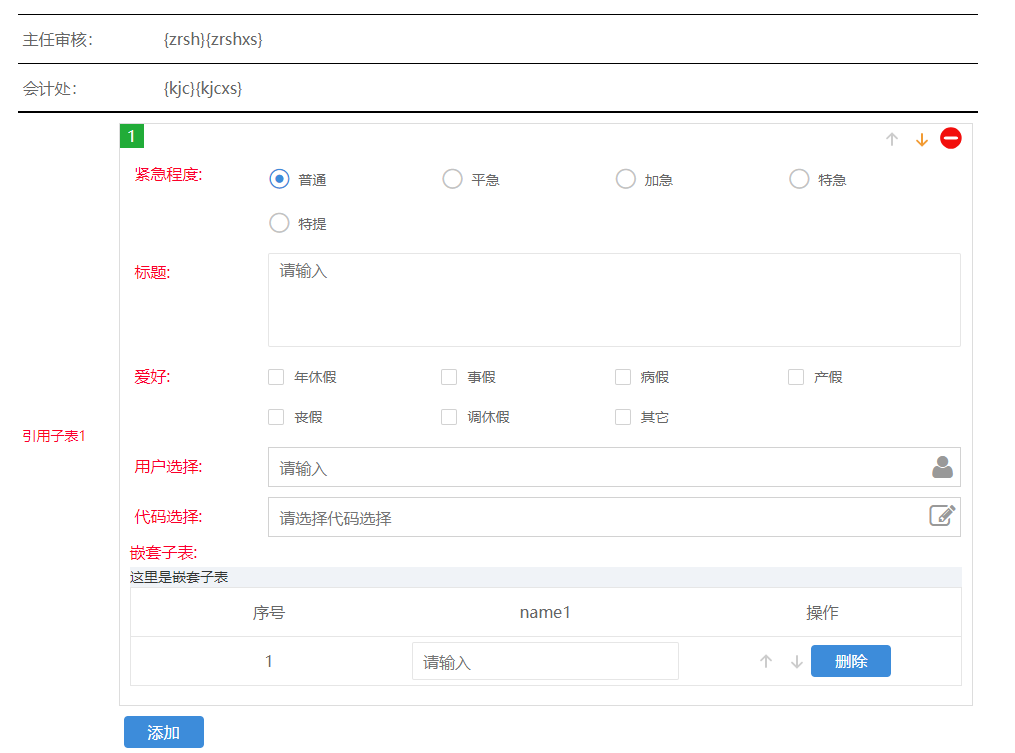 主任审核: {zrsh}{zrshxs}
会计处: {kjc}{kjcxs}
1
紧急程度: 普通 平急 加急 特急
特提
标题: 请输入
爱好: 年休假 事假 病假 产假
丧假 调休假 其它
引用子表1
用户选择: 请输入
代码选择: 请选择代码选择
嵌套子表:
这里是嵌套子表
序号 name1 操作
1 请输入 删除
添加